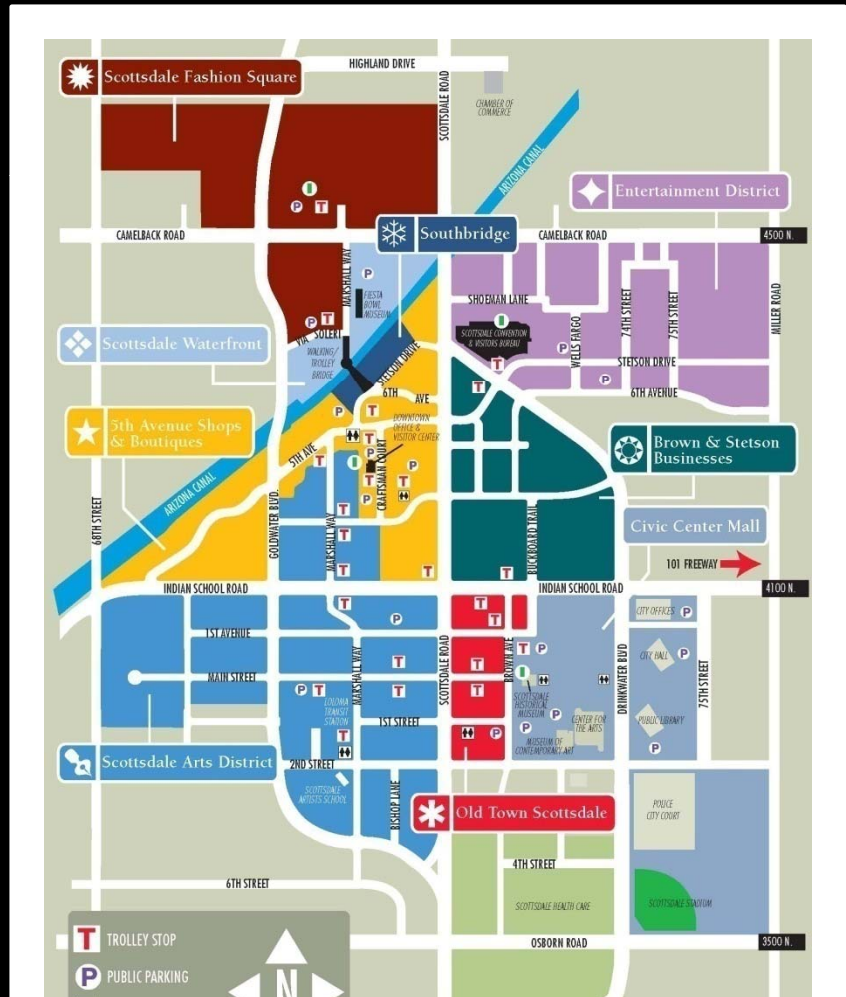 HIGHLAND DRIVE
Scottsdale Fashion Square
SCOTTSDALE ROAD
CHAMBER OF
COMMERCE
ARIZONA CANAL
Entertainment District
P
T
Southbridge
CAMELBACK ROAD
CAMELBACK ROAD
4500 N.
MARSHALL WAY
P
FIESTA
BOWL
MUSEUM
SHOEMAN LANE
74TH STREET
75TH STREET
MILLER ROAD
P
T
VIA SOLERI
SCOTTSDALE CONVENTION
& VISITORS BUREAU
WELLS FARGO
P
Scottsdale Waterfront
WALKING/
TROLLEY
BRIDGE
STETSON DRIVE
STETSON DRIVE
T
T
P
6TH AVE
6TH AVENUE
5th Avenue Shops
& Boutiques
P
T
DOWNTOWN
OFFICE &
VISITOR CENTER
Brown & Stetson
Businesses
5TH AVE
T
T
P
P
T
T
P
CRAFTSMAN COURT
ARIZONA CANAL
68TH STREET
GOLDWATER BLVD.
MARSHALL WAY
T
T
T
T
BUCKBOARD TRAIL
T
Civic Center Mall
101 FREEWAY
INDIAN SCHOOL ROAD
INDIAN SCHOOL ROAD
4100 N.
T
P
T
T
CITY OFFICES
P
1ST AVENUE
SCOTTSDALE ROAD
BROWN AVE
T
P
DRINKWATER BLVD
CITY HALL
P
75TH STREET
MARSHALL WAY
T
T
MAIN STREET
P
T
T
T
SCOTTSDALE
HISTORICAL
MUSEUM
P
LOLOMA
TRANSIT
STATION
1ST STREET
T
P
P
CENTER FOR
THE ARTS
PUBLIC LIBRARY
P
MUSEUM OF
CONTEMPORARY ART
Scottsdale Arts District
2ND STREET
SCOTTSDALE
ARTISTS SCHOOL
BISHOP LANE
Old Town Scottsdale
POLICE
CITY COURT
4TH STREET
6TH STREET
SCOTTSDALE HEALTH CARE
SCOTTSDALE STADIUM
T TROLLEY STOP
OSBORN ROAD
3500 N.
P PUBLIC PARKING
N